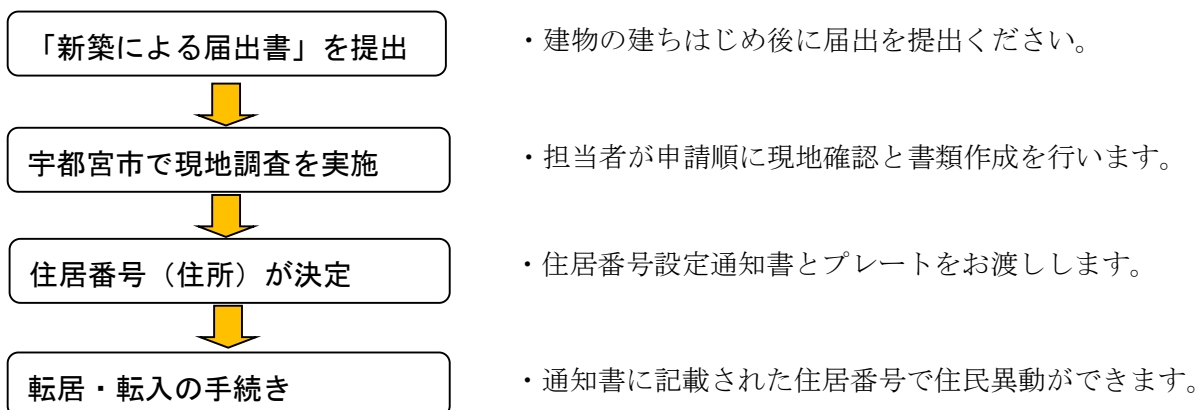 「新築による届出書」を提出
・建物の建ちはじめ後に届出を提出ください。
宇都宮市で現地調査を実施
・担当者が申請順に現地確認と書類作成を行います。
住居番号（住所）が決定
・住居番号設定通知書とプレートをお渡しします。
転居・転入の手続き
・通知書に記載された住居番号で住民異動ができます。